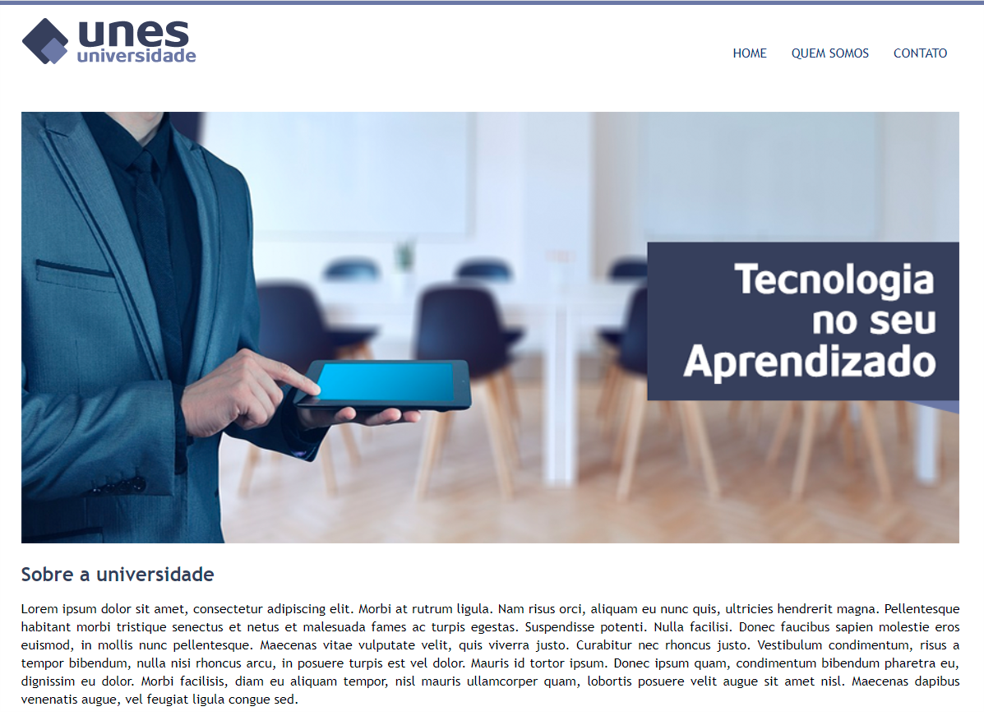 unes
universidade
HOME QUEM SOMOS CONTATO
Tecnologia
no seu
Aprendizado
Sobre a universidade
Lorem ipsum dolor sit amet, consectetur adipiscing elit. Morbi at rutrum ligula. Nam risus orci, aliquam eu nunc quis, ultricies hendrerit magna. Pellentesque
habitant morbi tristique senectus et netus et malesuada fames ac turpis egestas. Suspendisse potenti. Nulla facilisi. Donec faucibus sapien molestie eros
euismod, in mollis nunc pellentesque. Maecenas vitae vulputate velit, quis viverra justo. Curabitur nec rhoncus justo. Vestibulum condimentum, risus a
tempor bibendum, nulla nisi rhoncus arcu, in posuere turpis est vel dolor. Mauris id tortor ipsum. Donec ipsum quam, condimentum bibendum pharetra eu,
dignissim eu dolor. Morbi facilisis, diam eu aliquam tempor, nisl mauris ullamcorper quam, lobortis posuere velit augue sit amet nisl. Maecenas dapibus
venenatis augue, vel feugiat ligula congue sed.